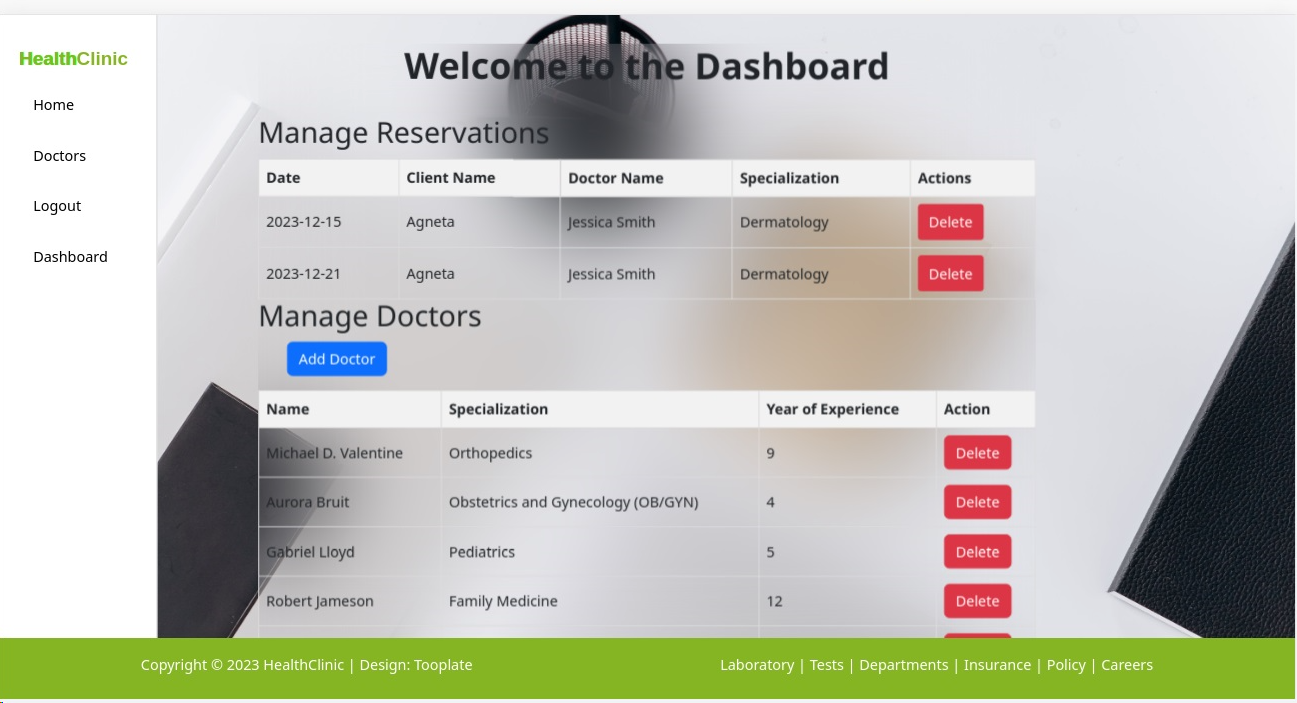 HealthClinic
Home
Doctors
Logout
Dashboard
Welcome to the Dashboard
Manage Reservations
Date Client Name Doctor Name Specialization Actions
2023-12-15 Agneta Jessica Smith Dermatology Delete
2023-12-21 Agneta Jessica Smith Dermatology Delete
Manage Doctors
Add Doctor
Name Specialization Year of Experience Action
Michael D. Valentine Orthopedics 9 Delete
Aurora Bruit Obstetrics and Gynecology (OB/GYN) 4 Delete
Gabriel Lloyd Pediatrics 5 Delete
Robert Jameson Family Medicine 12 Delete
Copyright © 2023 HealthClinic | Design: Tooplate
Laboratory | Tests | Departments | Insurance | Policy | Careers